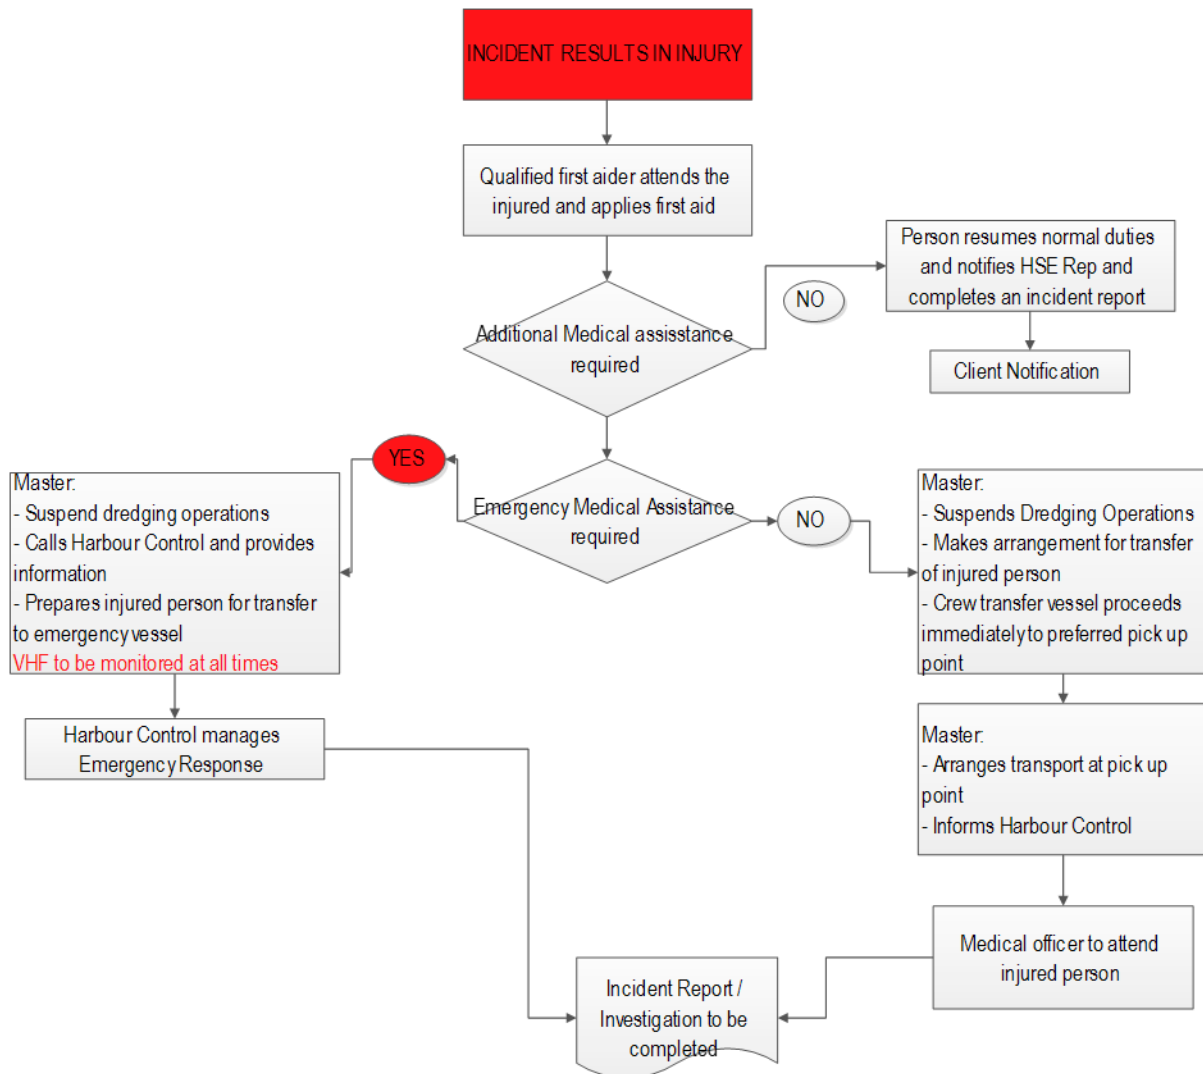 INCIDENT RESULTS IN INJURY
Qualified first aider attends the
injured and applies first aid
Person resumes normal duties
and notifies HSE Rep and
completes an incident report
NO
Additional Medical assisstance
required
Client Notification
YES
Emergency Medical Assistance
required
NO
Master:
- Suspend dredging operations
- Calls Harbour Control and provides
information
- Prepares injured person for transfer
to emergency vessel
VHF to be monitored at all times
Master:
- Suspends Dredging Operations
- Makes arrangement for transfer
of injured person
- Crew transfer vessel proceeds
immediately to preferred pick up
point
Harbour Control manages
Emergency Response
Master:
- Arranges transport at pick up
point
- Informs Harbour Control
Medical officer to attend
injured person
Incident Report /
Investigation to be
completed